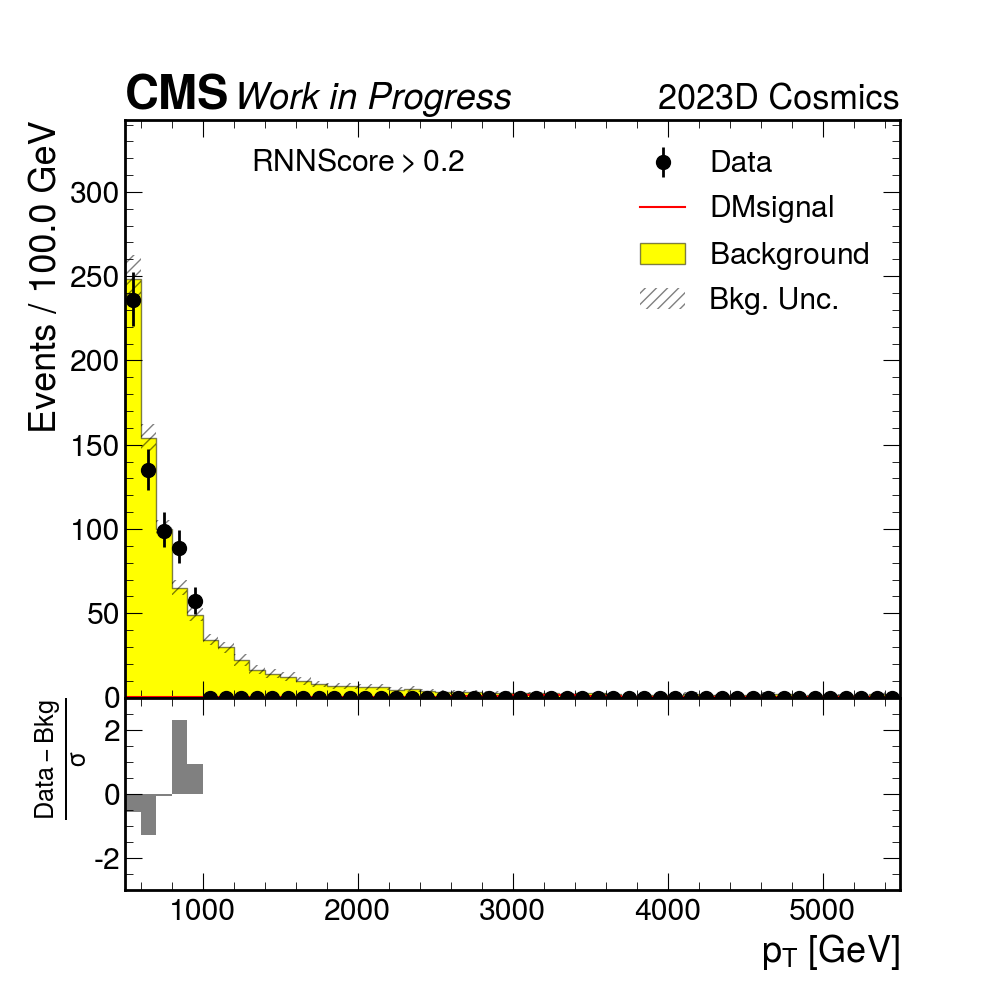 CMS Work in Progress 2023D Cosmics
RNNScore > 0.2
Data
DMsignal
Background
Bkg. Unc.
Events / 100.0 GeV
300
250
200
150
100
50
0
Data – Bkg
σ
2
0
-2
1000 2000 3000 4000 5000
pT [GeV]